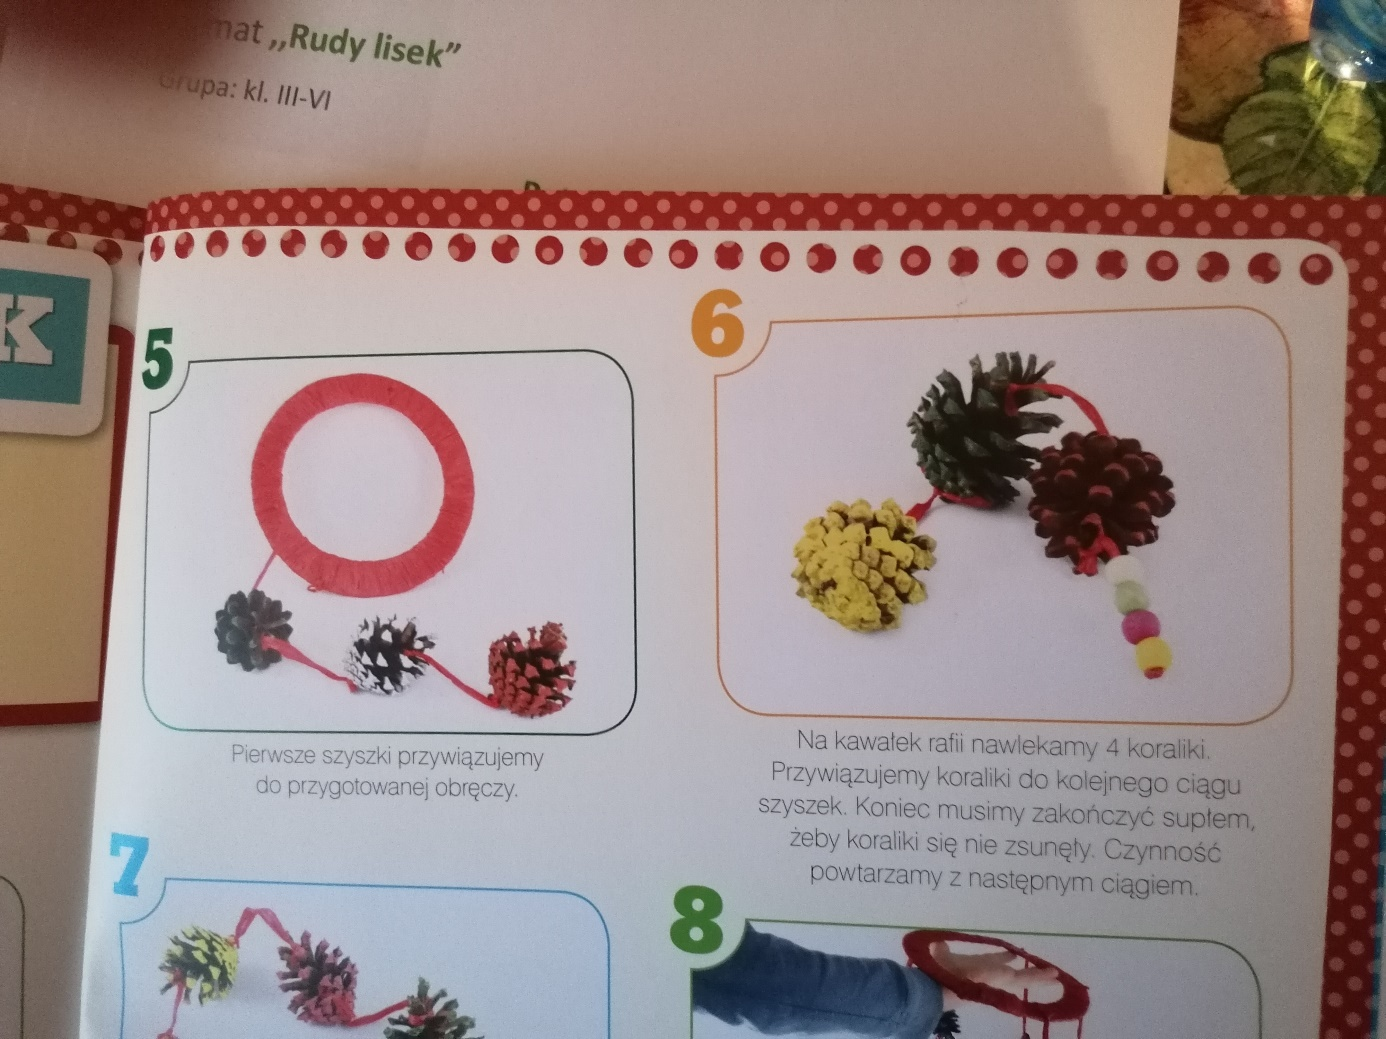 „Rudy lisek”
Grupa: kl. III-VI
K
5
Pierwsze szyszki przywiązujemy
do przygotowanej obręczy.
6
Na kawałek rafii nawlekamy 4 koraliki.
Przywiązujemy koraliki do kolejnego ciągu
szyszek. Koniec musimy zakończyć supłem,
żeby koraliki się nie zsunęły. Czynność
powtarzamy z następnym ciągiem.
7
8